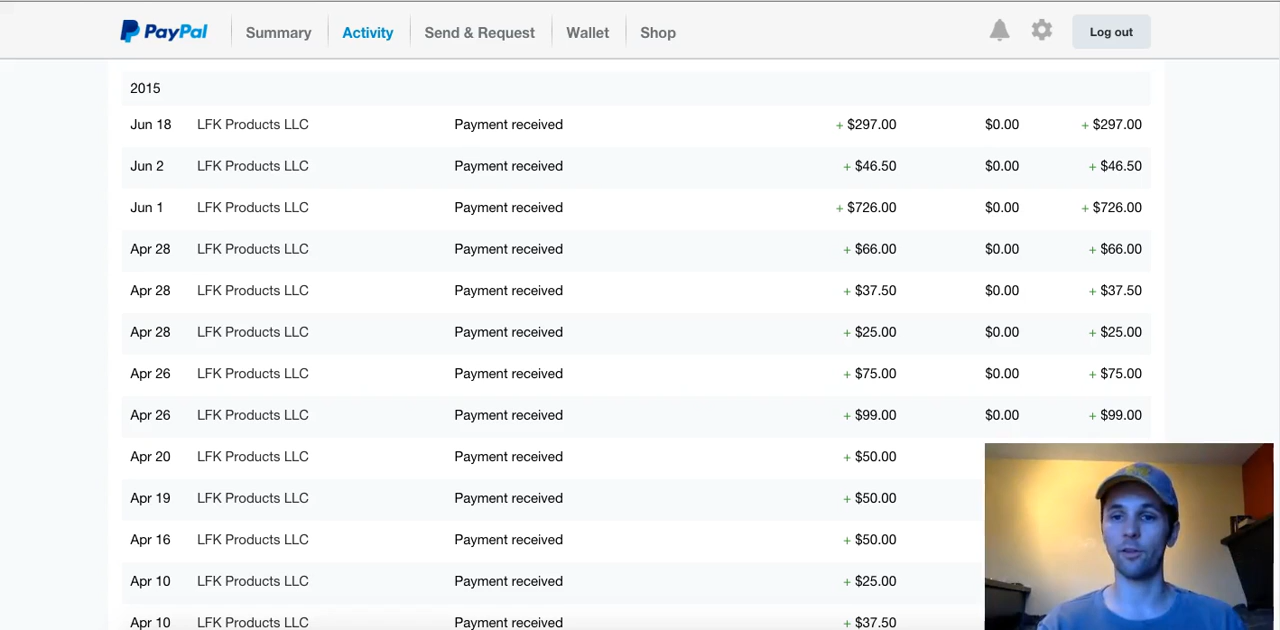 PayPal Summary Activity Send & Request Wallet Shop Log out
2015
Jun 18 LFK Products LLC Payment received + $297.00 $0.00 + $297.00
Jun 2 LFK Products LLC Payment received + $46.50 $0.00 + $46.50
Jun 1 LFK Products LLC Payment received + $726.00 $0.00 + $726.00
Apr 28 LFK Products LLC Payment received + $66.00 $0.00 + $66.00
Apr 28 LFK Products LLC Payment received + $37.50 $0.00 + $37.50
Apr 28 LFK Products LLC Payment received + $25.00 $0.00 + $25.00
Apr 26 LFK Products LLC Payment received + $75.00 $0.00 + $75.00
Apr 26 LFK Products LLC Payment received + $99.00 $0.00 + $99.00
Apr 20 LFK Products LLC Payment received + $50.00
Apr 19 LFK Products LLC Payment received + $50.00
Apr 16 LFK Products LLC Payment received + $50.00
Apr 10 LFK Products LLC Payment received + $25.00
Apr 10 LFK Products LLC Payment received + $37.50